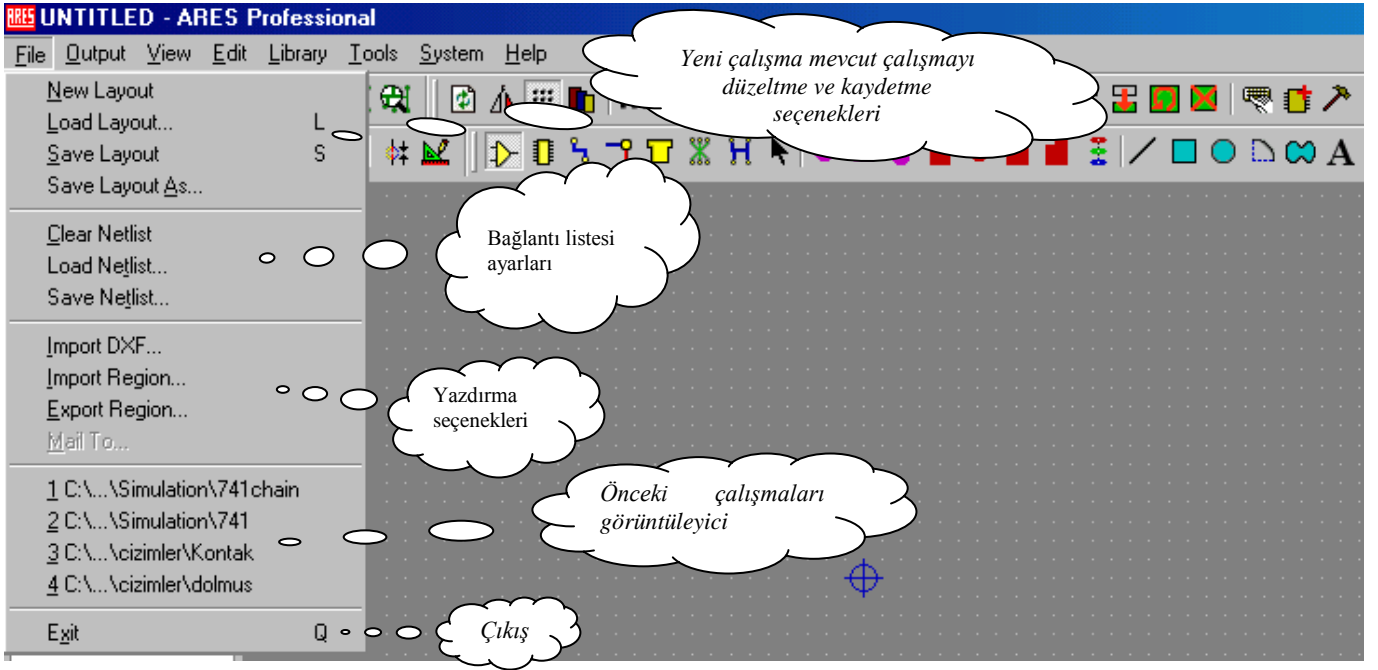 ARES UNTITLED - ARES Professional
File Output View Edit Library Tools System Help
Yeni çalışma mevcut çalışmayı
düzeltme ve kaydetme
seçenekleri
New Layout
Load Layout... L
Save Layout S
Save Layout As...
A
Clear Netlist
Load Netlist...
Save Netlist...
Bağlantı listesi
ayarları
Import DXF...
Import Region...
Export Region...
Mail To...
Yazdırma
seçenekleri
1 C:\...\Simulation\741chain
2 C:\...\Simulation\741
3 C:\...\cizimler\Kontak
4 C:\...\cizimler\dolmus
Önceki çalışmaları
görüntüleyici
Exit Q
Çıkış